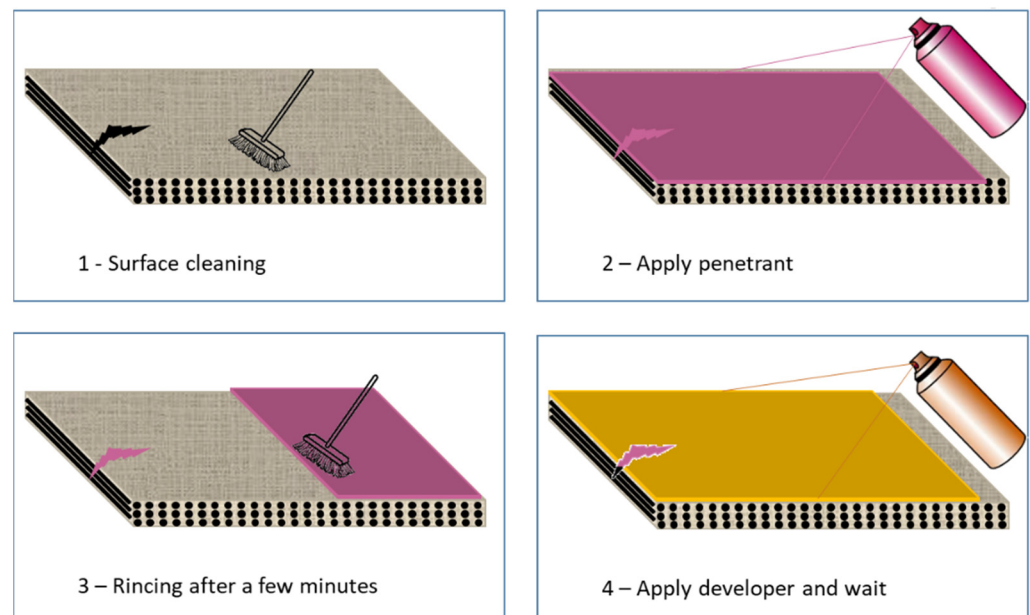 1 - Surface cleaning
2 – Apply penetrant
3 – Rincing after a few minutes
4 – Apply developer and wait